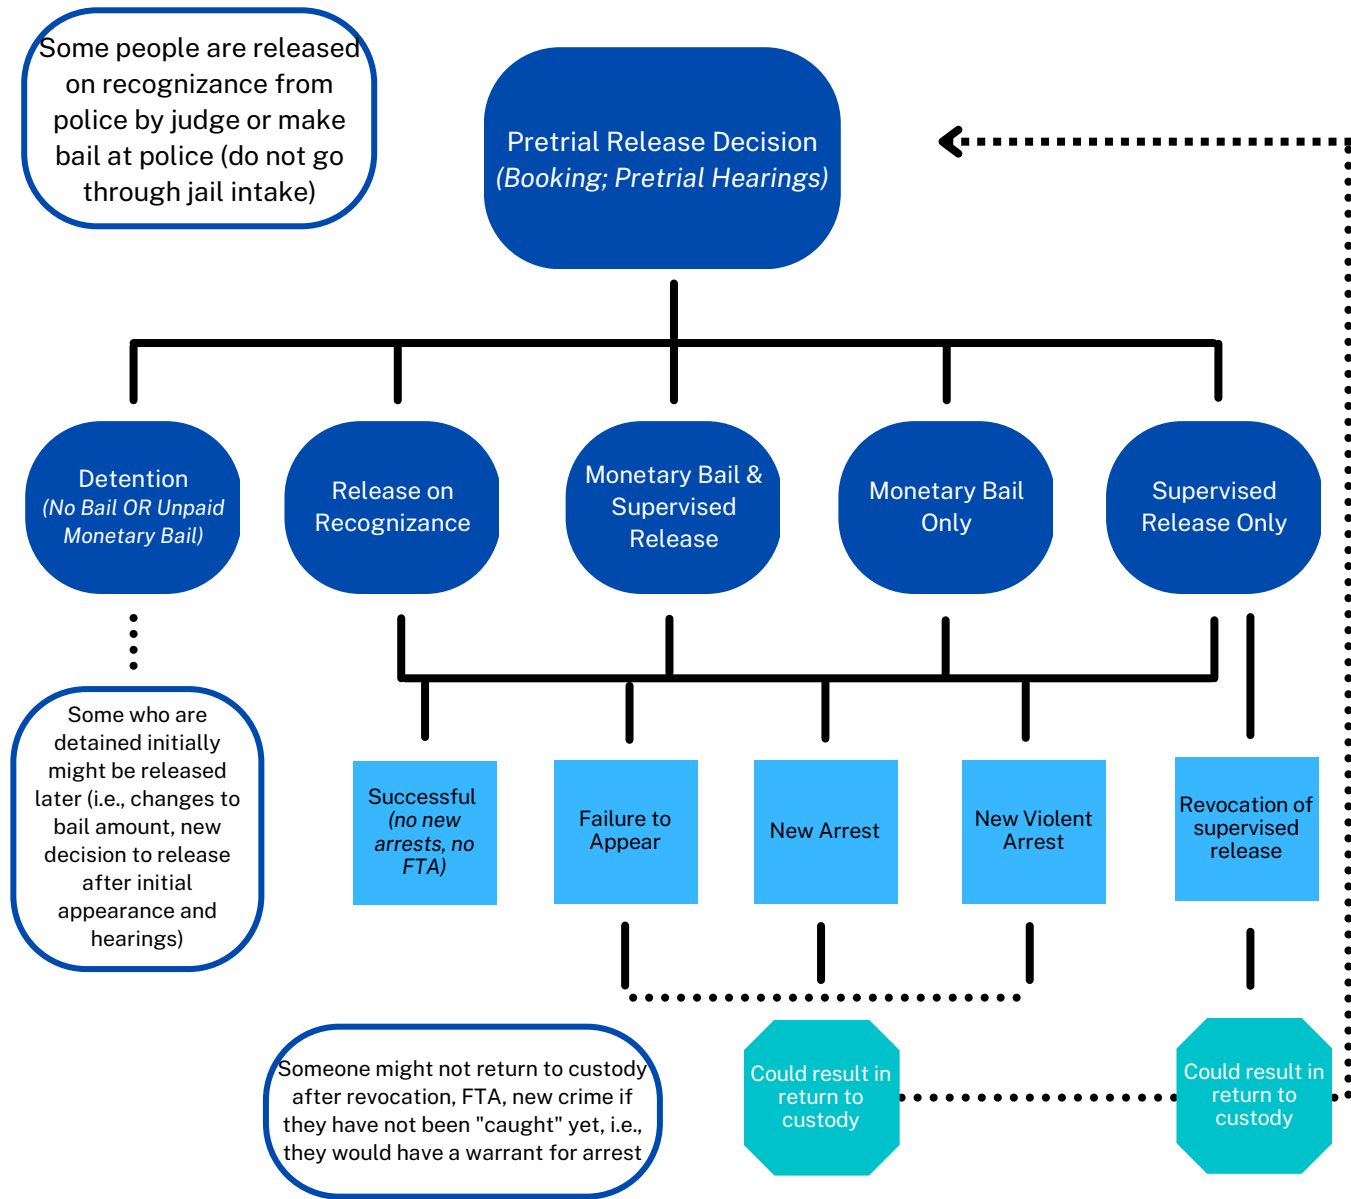 Some people are released
on recognizance from
police by judge or make
bail at police (do not go
through jail intake)
Pretrial Release Decision
(Booking; Pretrial Hearings)
Detention
(No Bail OR Unpaid
Monetary Bail)
Release on
Recognizance
Monetary Bail &
Supervised
Release
Monetary Bail
Only
Supervised
Release Only
Some who are
detained initially
might be released
later (i.e., changes to
bail amount, new
decision to release
after initial
appearance and
hearings)
Successful
(no new
arrests, no
FTA)
Failure to
Appear
New Arrest
New Violent
Arrest
Revocation of
supervised
release
Someone might not return to custody
after revocation, FTA, new crime if
they have not been "caught" yet, i.e.,
they would have a warrant for arrest
Could result in
return to
custody
Could result in
return to
custody